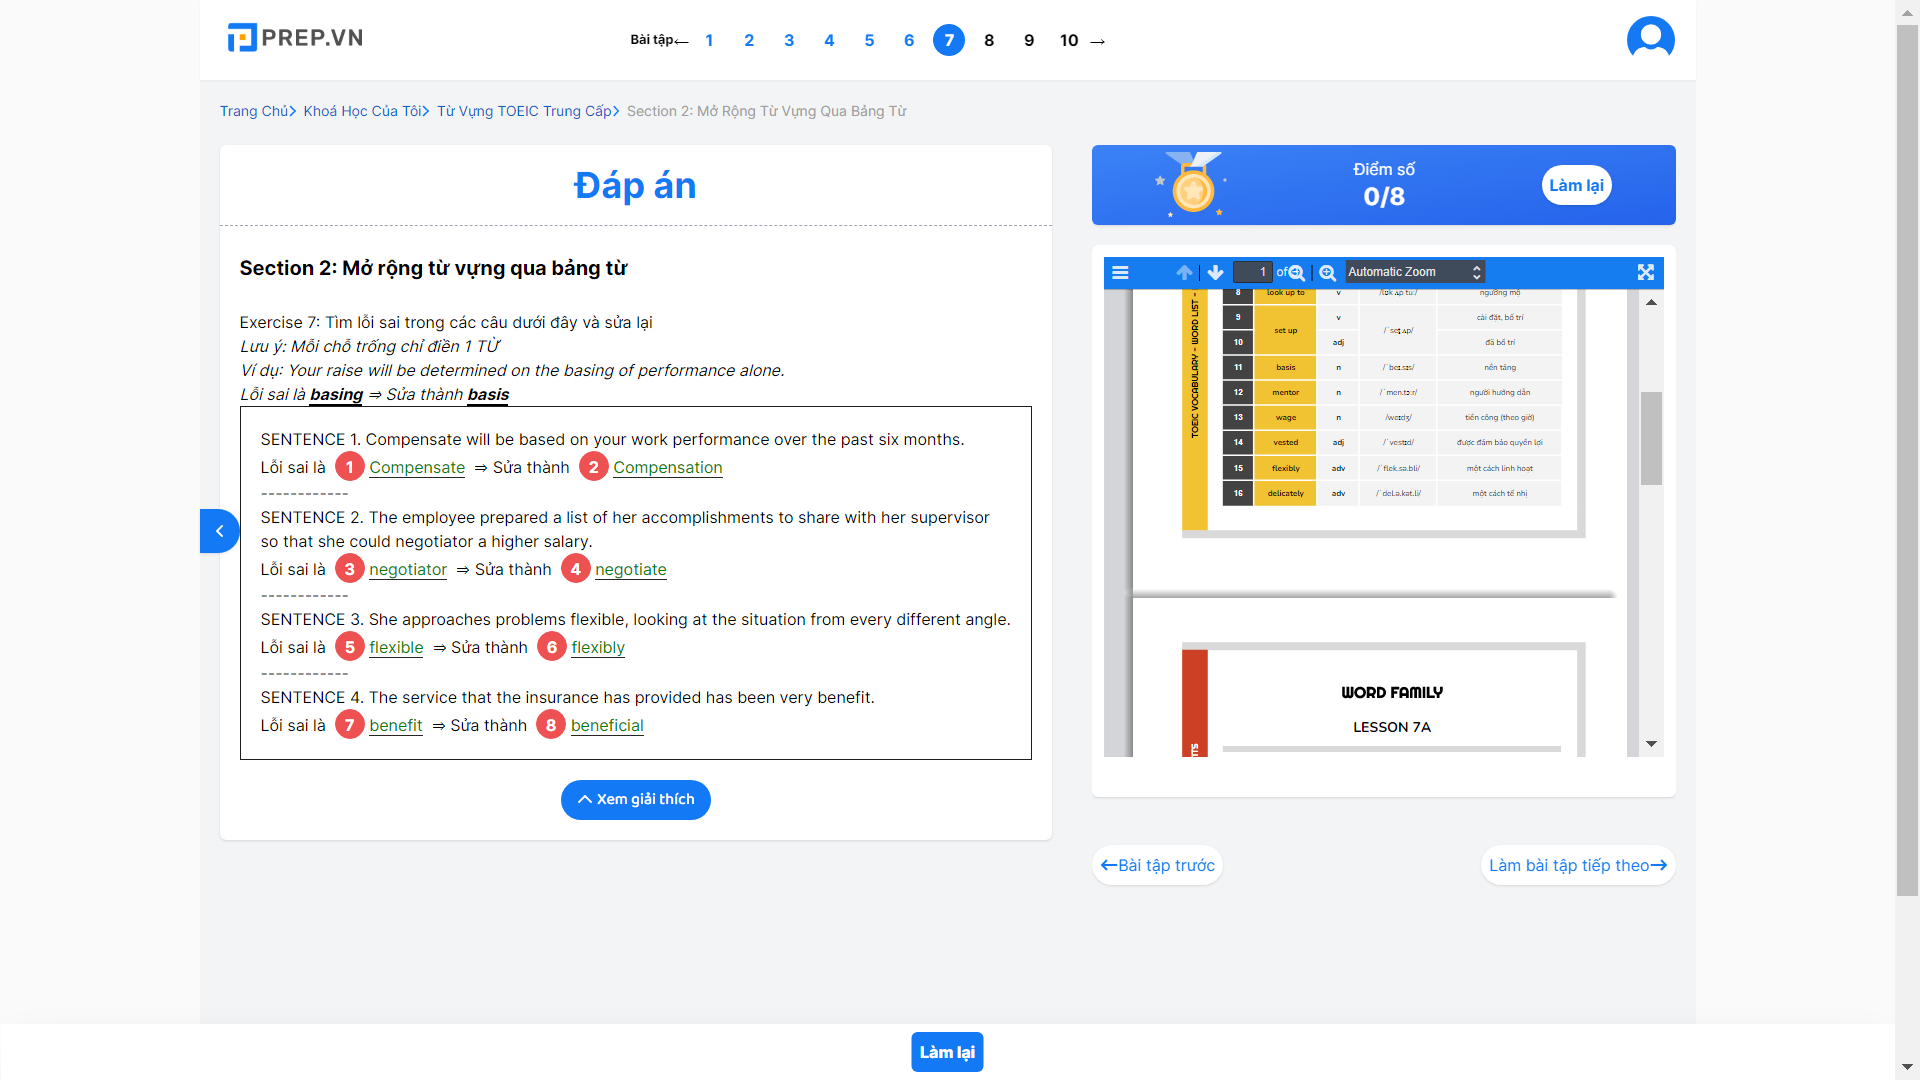 PREP.VN
Bài tập← 1 2 3 4 5 6 7 8 9 10 →
Trang Chủ> Khoá Học Của Tôi> Từ Vựng TOEIC Trung Cấp> Section 2: Mở Rộng Từ Vựng Qua Bảng Từ
Đáp án
Section 2: Mở rộng từ vựng qua bảng từ
Exercise 7: Tìm lỗi sai trong các câu dưới đây và sửa lại
Lưu ý: Mỗi chỗ trống chỉ điền 1 TỪ
Ví dụ: Your raise will be determined on the basing of performance alone.
Lỗi sai là basing ⇒ Sửa thành basis
SENTENCE 1. Compensate will be based on your work performance over the past six months.
Lỗi sai là 1 Compensate ⇒ Sửa thành 2 Compensation
------------
SENTENCE 2. The employee prepared a list of her accomplishments to share with her supervisor
so that she could negotiator a higher salary.
Lỗi sai là 3 negotiator ⇒ Sửa thành 4 negotiate
------------
SENTENCE 3. She approaches problems flexible, looking at the situation from every different angle.
Lỗi sai là 5 flexible ⇒ Sửa thành 6 flexibly
------------
SENTENCE 4. The service that the insurance has provided has been very benefit.
Lỗi sai là 7 benefit ⇒ Sửa thành 8 beneficial
Xem giải thích
Điểm số
0/8
Làm lại
1 of Automatic Zoom
TOEIC VOCABULARY - WORD LIST -
8 look up to v /lʊk ʌp tuː/ ngưỡng mộ
9 set up v /ˈset̬ ʌp/ cài đặt, bố trí
10 adj đã bố trí
11 basis n /ˈbeɪ.sɪs/ nền tảng
12 mentor n /ˈmen.tɔːr/ người hướng dẫn
13 wage n /weɪdʒ/ tiền công (theo giờ)
14 vested adj /ˈvestɪd/ được đảm bảo quyền lợi
15 flexibly adv /ˈflek.sə.bli/ một cách linh hoạt
16 delicately adv /ˈdel.ə.kət.li/ một cách tế nhị
WORD FAMILY
LESSON 7A
←Bài tập trước
Làm bài tập tiếp theo→
Làm lại